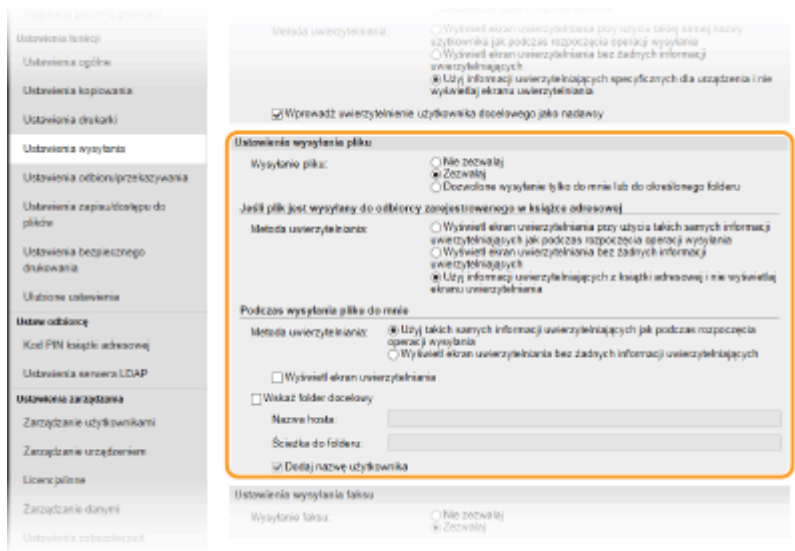 Ustawienia funkcji
Ustawienia ogólne
Ustawienia kopiowania
Ustawienia drukarki
Ustawienia wysyłania
Ustawienia odbioru/przekazywania
Ustawienia zapisu/dostępu do
plików
Ustawienia bezpiecznego
drukowania
Ulubione ustawienia
Ustaw odbiorcę
Kod PIN książki adresowej
Ustawienia serwera LDAP
Ustawienia zarządzania
Zarządzanie użytkownikami
Zarządzanie urządzeniem
Licencja/inne
Zarządzanie danymi
Ustawienia zabezpieczeń
Metoda uwierzytelniania:
Wyświetl ekran uwierzytelniania przy użyciu takiej samej nazwy
użytkownika jak podczas rozpoczęcia operacji wysyłania
Wyświetl ekran uwierzytelniania bez żadnych informacji
uwierzytelniających
Użyj informacji uwierzytelniających specyficznych dla urządzenia i nie
wyświetlaj ekranu uwierzytelniania
Wprowadź uwierzytelnienie użytkownika docelowego jako nadawcy
Ustawienia wysyłania pliku
Wysyłanie pliku:
Nie zezwalaj
Zezwalaj
Dozwolone wysyłanie tylko do mnie lub do określonego folderu
Jeśli plik jest wysyłany do odbiorcy zarejestrowanego w książce adresowej
Metoda uwierzytelniania:
Wyświetl ekran uwierzytelniania przy użyciu takich samych informacji
uwierzytelniających jak podczas rozpoczęcia operacji wysyłania
Wyświetl ekran uwierzytelniania bez żadnych informacji
uwierzytelniających
Użyj informacji uwierzytelniających z książki adresowej i nie wyświetlaj
ekranu uwierzytelniania
Podczas wysyłania pliku do mnie
Metoda uwierzytelniania:
Użyj takich samych informacji uwierzytelniających jak podczas rozpoczęcia
operacji wysyłania
Wyświetl ekran uwierzytelniania bez żadnych informacji uwierzytelniających
Wyświetl ekran uwierzytelniania
Wskaż folder docelowy
Nazwa hosta:
Ścieżka do folderu:
Dodaj nazwę użytkownika
Ustawienia wysyłania faksu
Wysyłanie faksu:
Nie zezwalaj
Zezwalaj